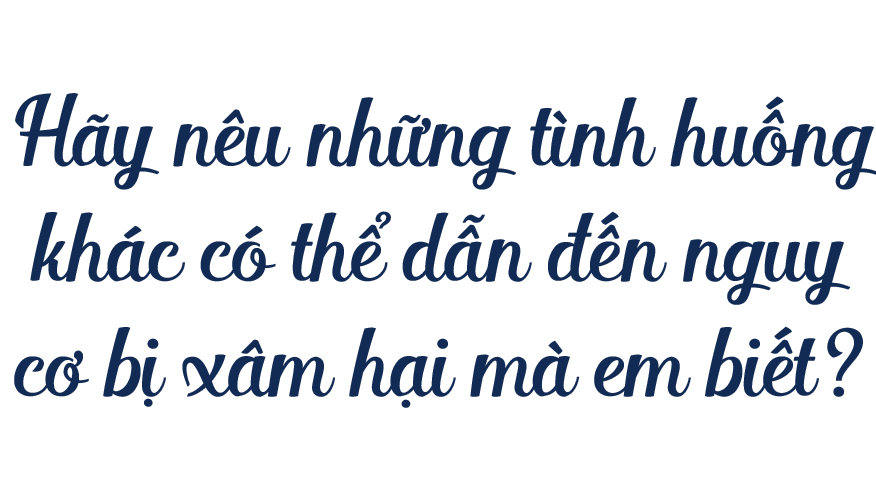 Hãy nêu những tình huống
khác có thể dẫn đến nguy
cơ bị xâm hại mà em biết?